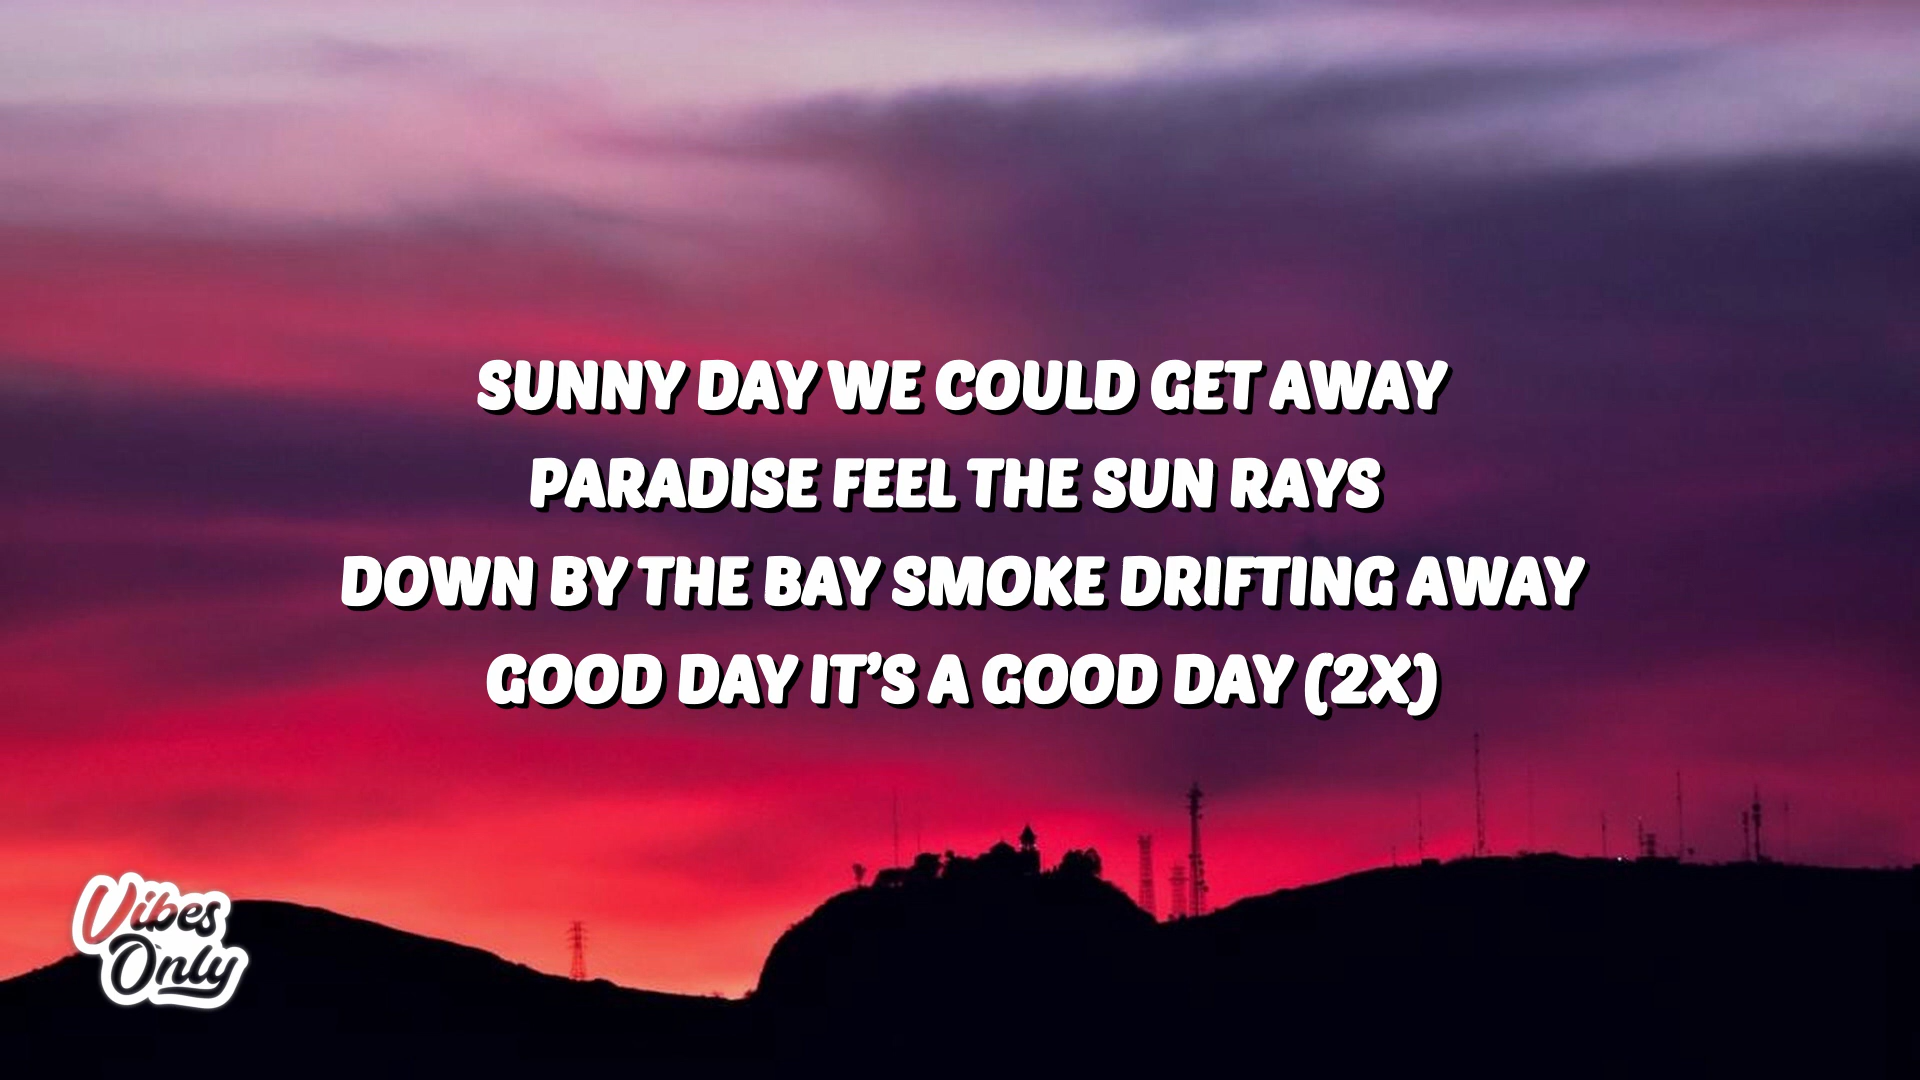 SUNNY DAY WE COULD GET AWAY
PARADISE FEEL THE SUN RAYS
DOWN BY THE BAY SMOKE DRIFTING AWAY
GOOD DAY IT’S A GOOD DAY (2X)
Vibes
Only